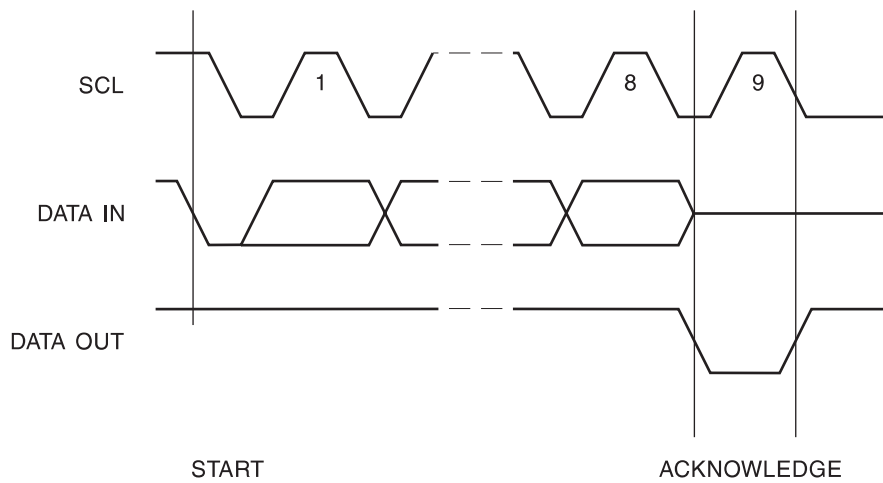 SCL
1
8
9
DATA IN
DATA OUT
START
ACKNOWLEDGE